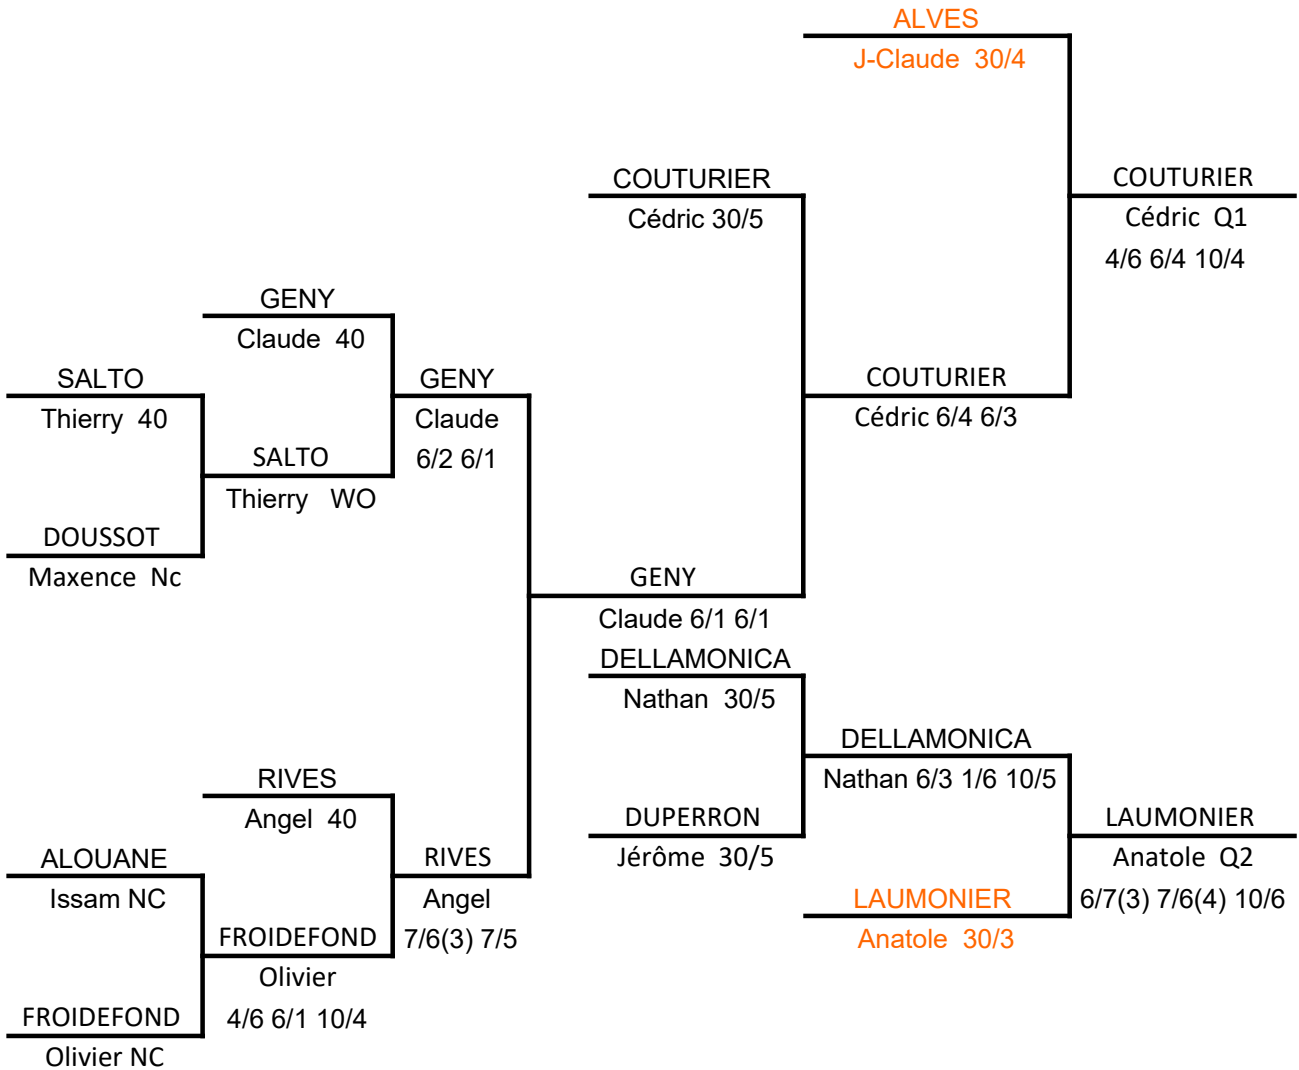 ALVES
J-Claude 30/4
COUTURIER
Cédric 30/5
COUTURIER
Cédric Q1
4/6 6/4 10/4
GENY
Claude 40
SALTO
Thierry 40
GENY
Claude
6/2 6/1
COUTURIER
Cédric 6/4 6/3
SALTO
Thierry WO
DOUSSOT
Maxence Nc
GENY
Claude 6/1 6/1
DELLAMONICA
Nathan 30/5
DELLAMONICA
Nathan 6/3 1/6 10/5
RIVES
Angel 40
DUPERRON
Jérôme 30/5
LAUMONIER
Anatole Q2
6/7(3) 7/6(4) 10/6
ALOUANE
Issam NC
RIVES
Angel
7/6(3) 7/5
LAUMONIER
Anatole 30/3
FROIDEFOND
Olivier
4/6 6/1 10/4
FROIDEFOND
Olivier NC